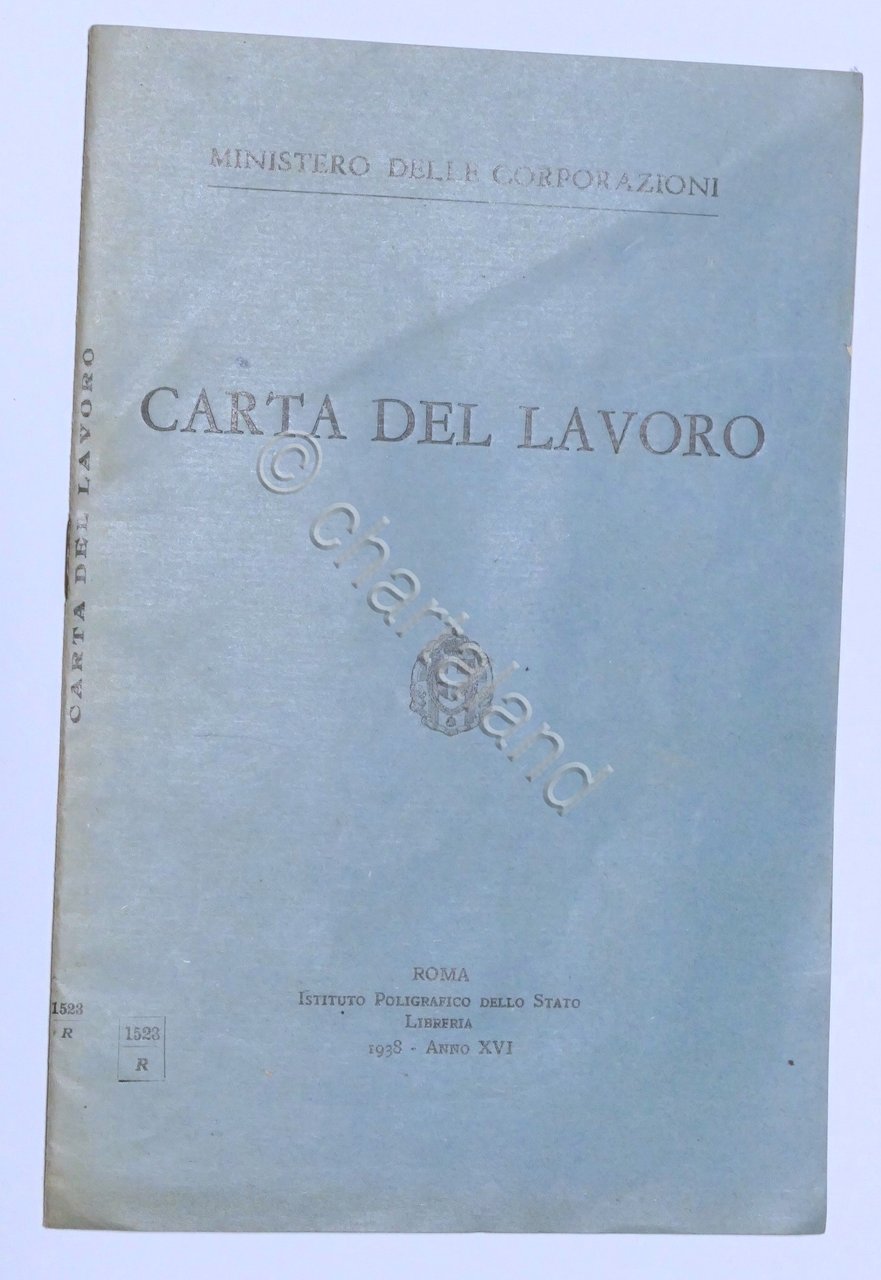 MINISTERO DELLE CORPORAZIONI
CARTA DEL LAVORO
CARTA DEL LAVORO
© chartaland
ROMA
ISTITUTO POLIGRAFICO DELLO STATO
LIBRERIA
1938 - ANNO XVI
1523
R
1523
R